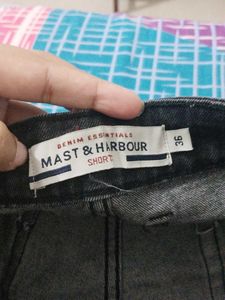 DENIM ESSENTIALS
MAST & HARBOUR
SHORT
36